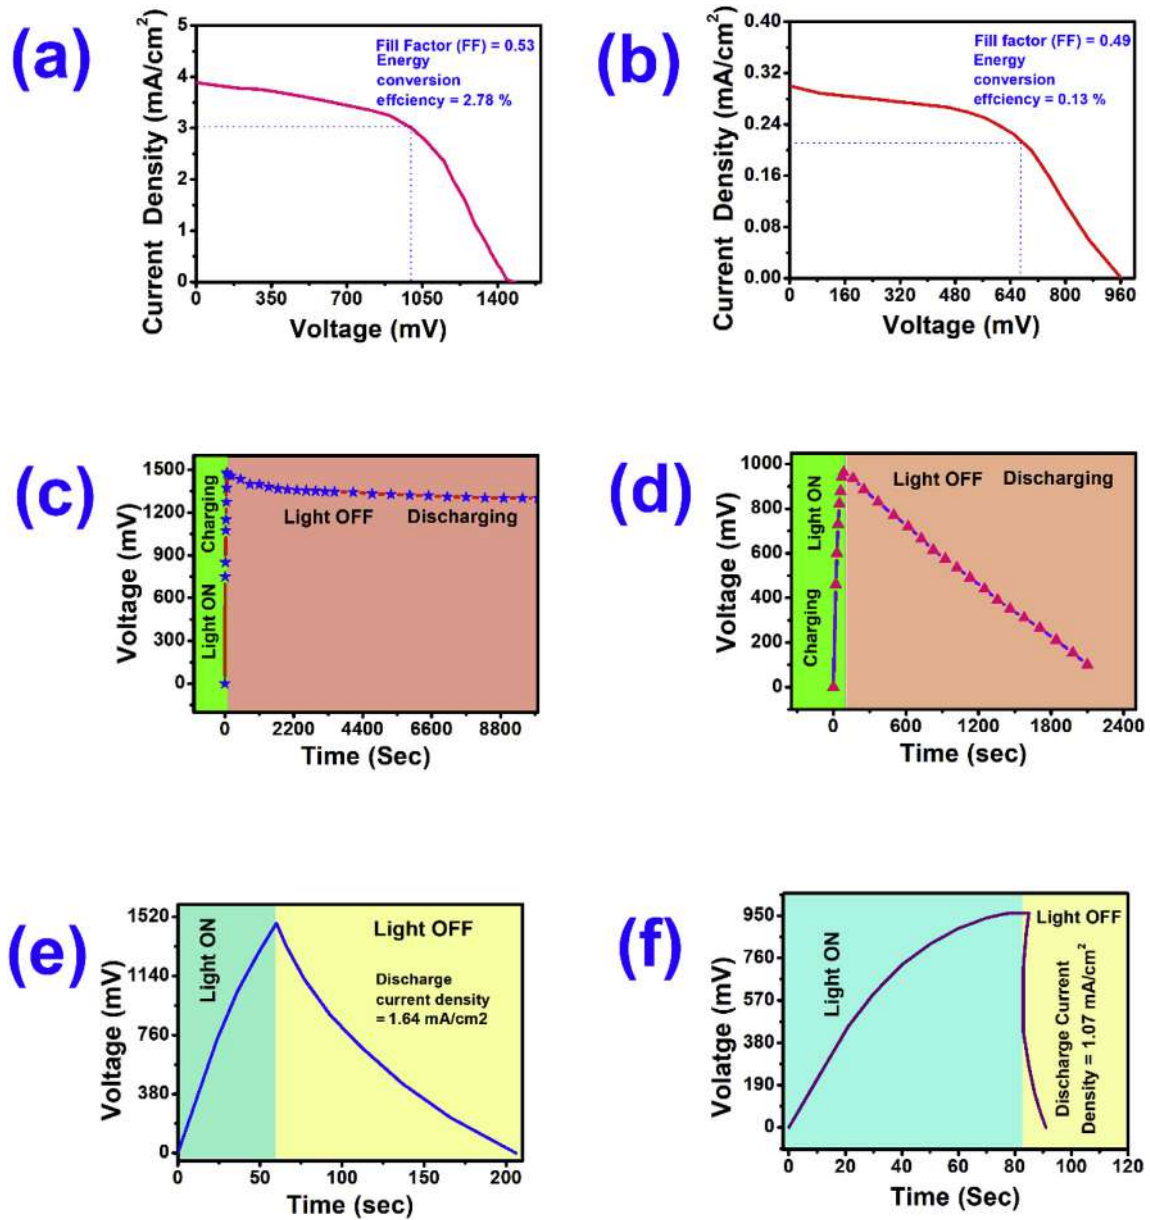 (a)
5
4
3
2
1
0
Current Density (mA/cm²)
Fill Factor (FF) = 0.53
Energy
conversion
effciency = 2.78 %
0 350 700 1050 1400
Voltage (mV)
(b)
0.40
0.32
0.24
0.16
0.08
0.00
Current Density (mA/cm²)
Fill factor (FF) = 0.49
Energy
conversion
effciency = 0.13 %
0 160 320 480 640 800 960
Voltage (mV)
(c)
1500
1200
900
600
300
0
Voltage (mV)
Light ON Charging
Light OFF Discharging
0 2200 4400 6600 8800
Time (Sec)
(d)
1000
800
600
400
200
0
Voltage (mV)
Charging Light ON
Light OFF Discharging
0 600 1200 1800 2400
Time (sec)
(e)
1520
1140
760
380
0
Voltage (mV)
Light ON
Light OFF
Discharge
current density
= 1.64 mA/cm2
0 50 100 150 200
Time (sec)
(f)
950
760
570
380
190
0
Volatge (mV)
Light ON
Light OFF
Discharge Current
Density = 1.07 mA/cm²
0 20 40 60 80 100 120
Time (Sec)